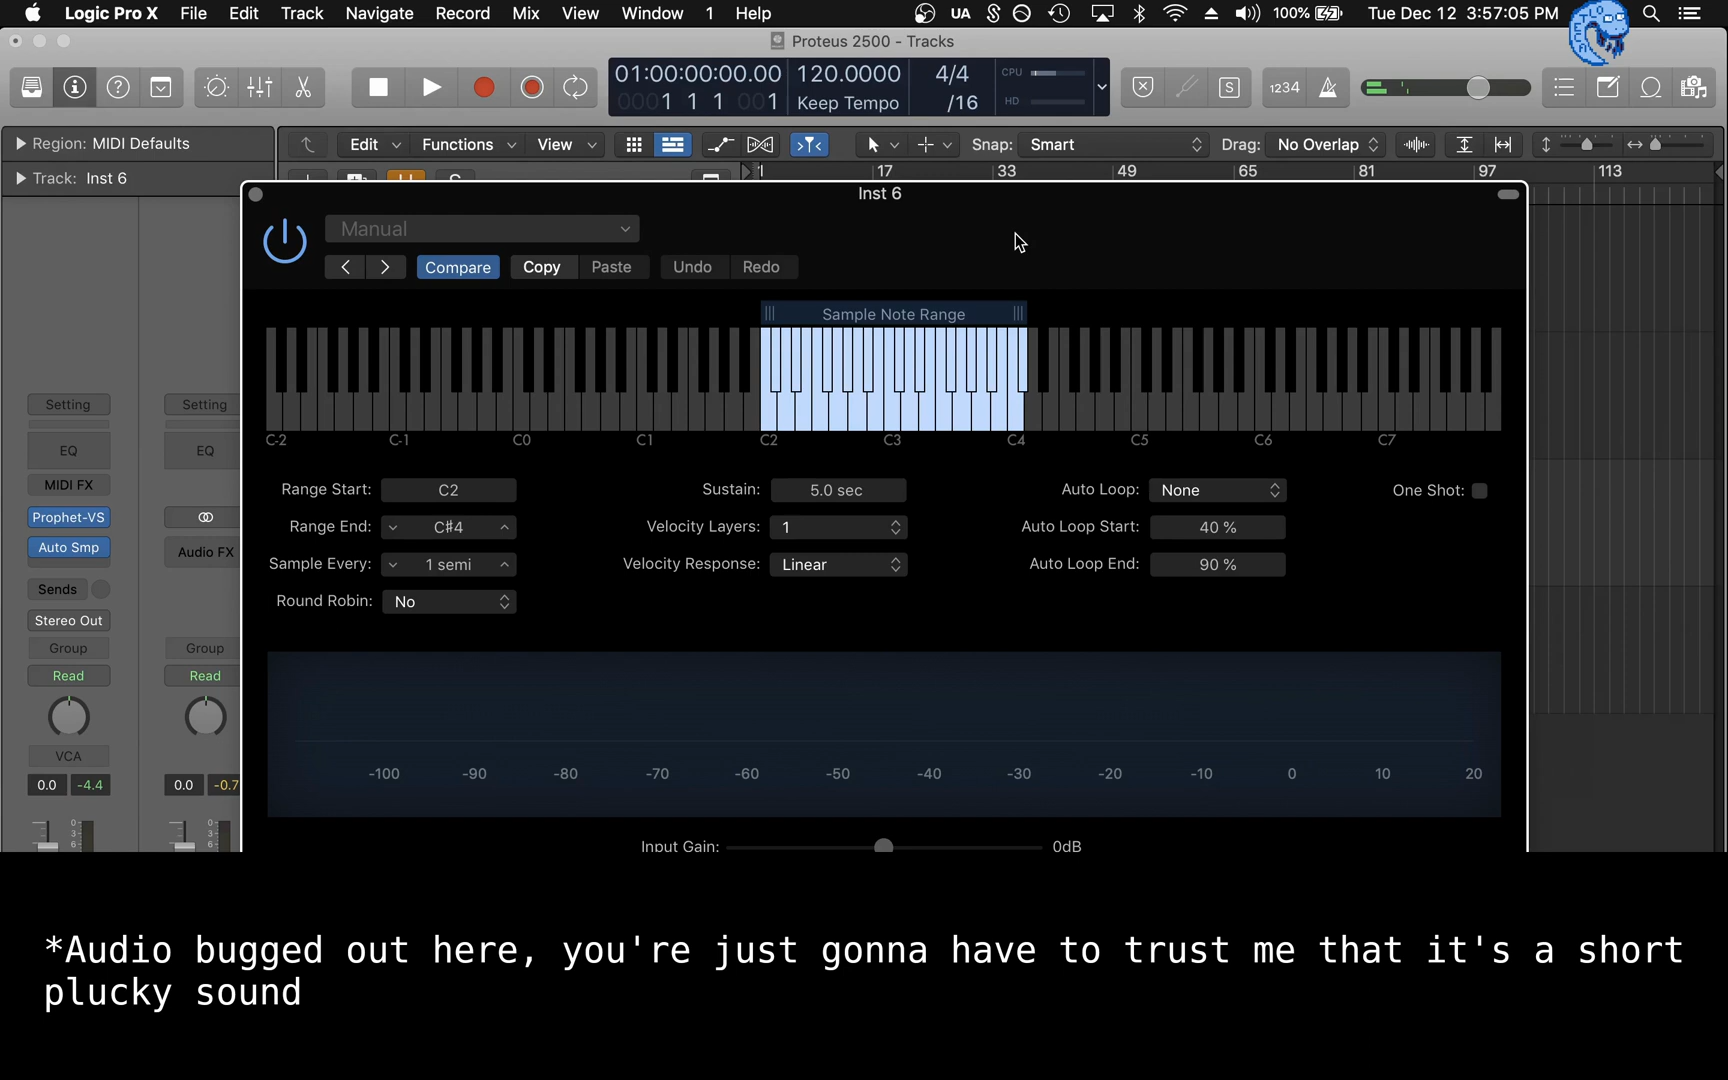 Logic Pro X File Edit Track Navigate Record Mix View Window 1 Help UA 100% Tue Dec 12 3:57:05 PM
Proteus 2500 - Tracks
01:00:00:00.00 120.0000 4/4 CPU
0001 1 1 001 Keep Tempo /16 HD
S 1234
Region: MIDI Defaults Edit Functions View Snap: Smart Drag: No Overlap
Track: Inst 6 1 17 33 49 65 81 97 113
Inst 6
Manual
Compare Copy Paste Undo Redo
Sample Note Range
C-2 C-1 C0 C1 C2 C3 C4 C5 C6 C7
Setting Setting
EQ EQ
MIDI FX
Prophet-VS
Auto Smp Audio FX
Sends
Stereo Out
Group Group
Read Read
VCA
0.0 -4.4 0.0 -0.7
0 0
3 3
6 6
Range Start: C2 Sustain: 5.0 sec Auto Loop: None One Shot:
Range End: C#4 Velocity Layers: 1 Auto Loop Start: 40 %
Sample Every: 1 semi Velocity Response: Linear Auto Loop End: 90 %
Round Robin: No
-100 -90 -80 -70 -60 -50 -40 -30 -20 -10 0 10 20
Input Gain: 0dB
*Audio bugged out here, you're just gonna have to trust me that it's a short
plucky sound